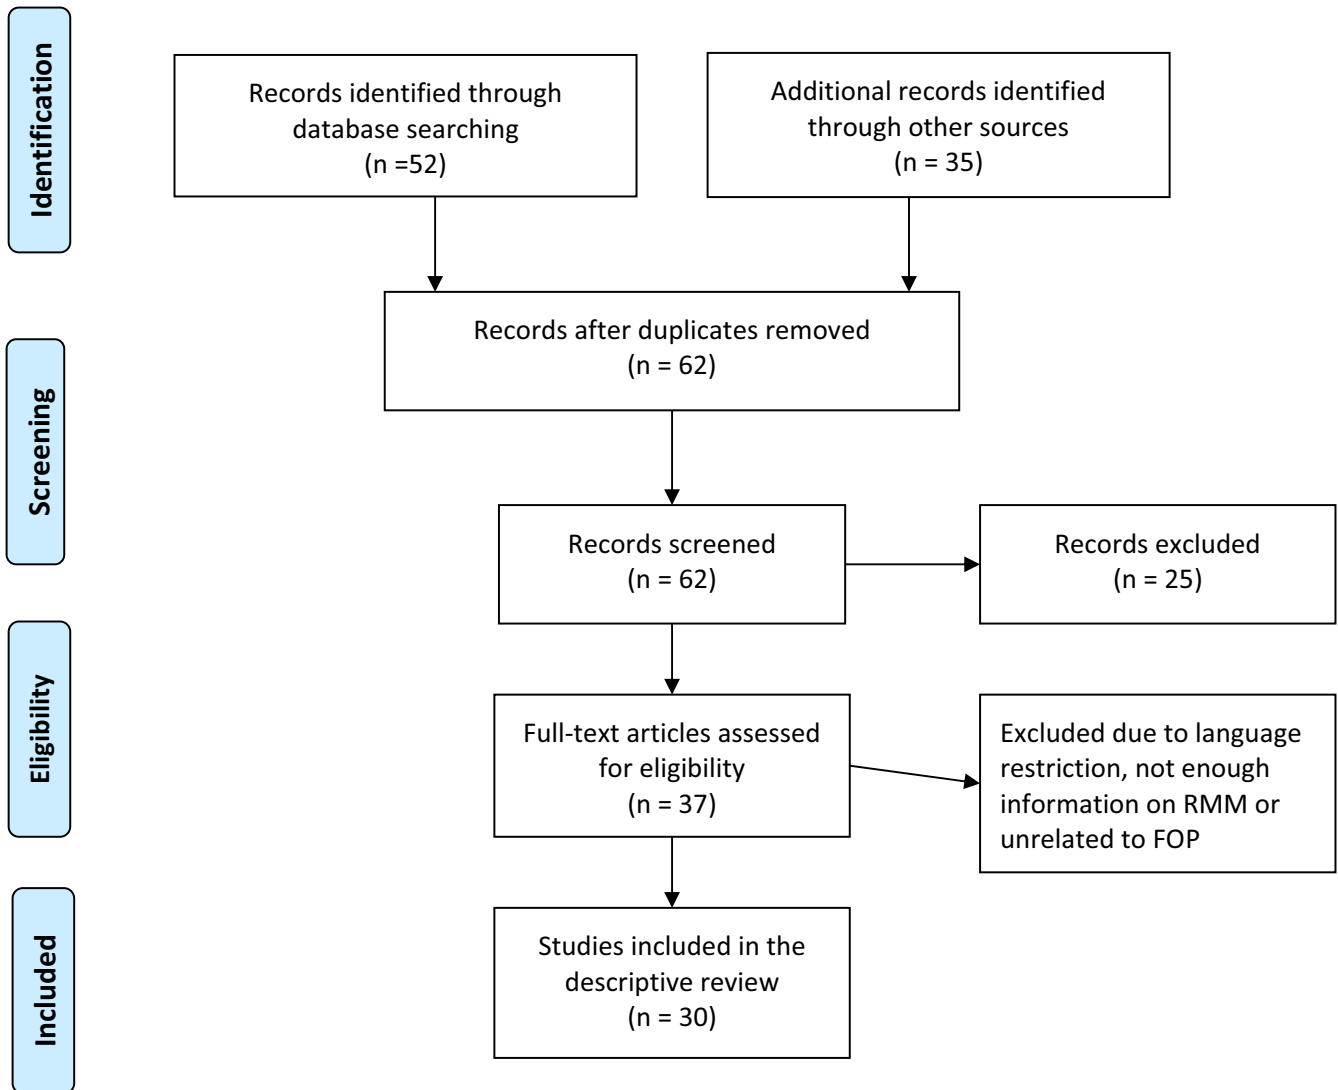 Identification
Records identified through
database searching
(n =52)
Additional records identified
through other sources
(n = 35)
Records after duplicates removed
(n = 62)
Screening
Records screened
(n = 62)
Records excluded
(n = 25)
Eligibility
Full-text articles assessed
for eligibility
(n = 37)
Excluded due to language
restriction, not enough
information on RMM or
unrelated to FOP
Included
Studies included in the
descriptive review
(n = 30)